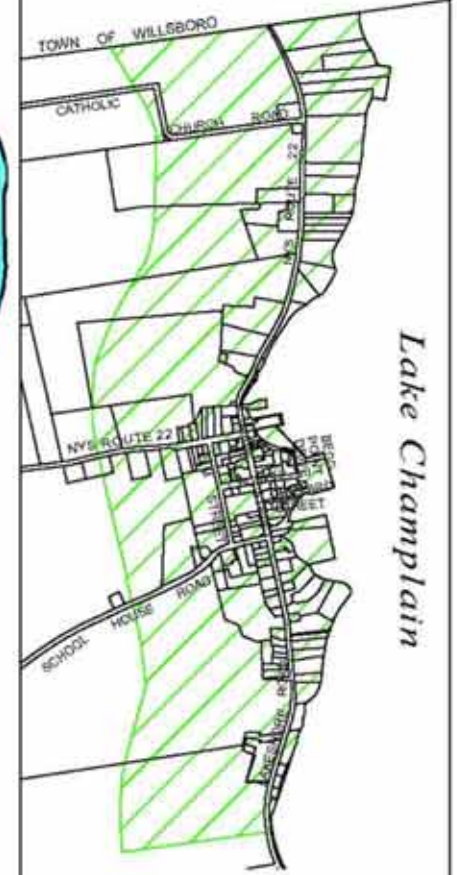 TOWN OF WILLSBORO
CATHOLIC
CHURCH ROAD
NYS ROUTE 22
Lake Champlain
NYS ROUTE 22
STREET
SCHOOL HOUSE ROAD